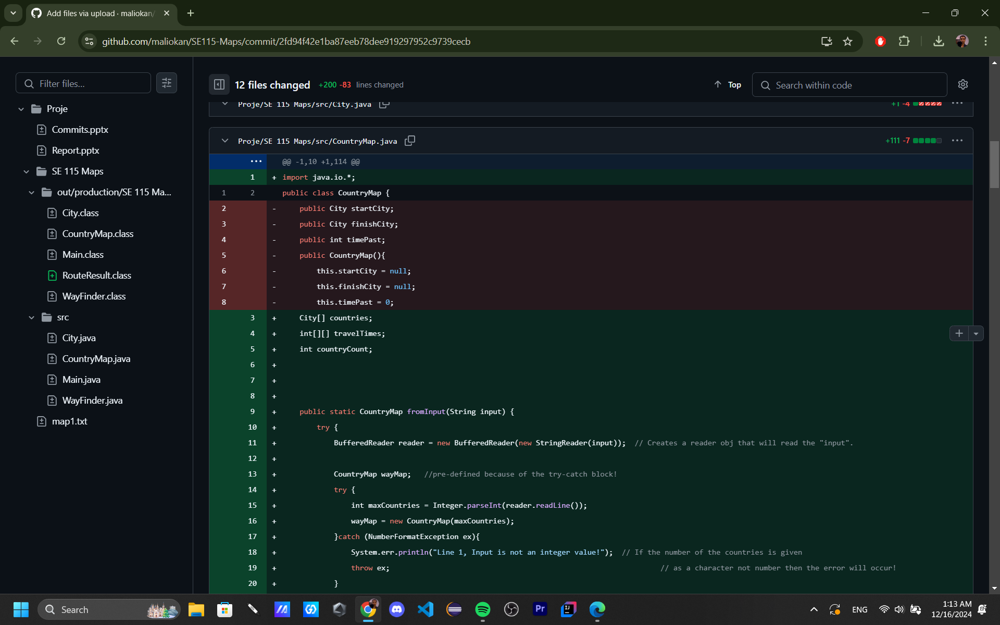 Add files via upload · maliokan/
github.com/maliokan/SE115-Maps/commit/2fd94f42e1ba87eeb78dee919297952c9739cecb
Filter files...
Proje
Commits.pptx
Report.pptx
SE 115 Maps
out/production/SE 115 Ma...
City.class
CountryMap.class
Main.class
RouteResult.class
WayFinder.class
src
City.java
CountryMap.java
Main.java
WayFinder.java
map1.txt
12 files changed +200 -83 lines changed
Top
Search within code
Proje/SE 115 Maps/src/City.java +1 -4
Proje/SE 115 Maps/src/CountryMap.java +111 -7
@@ -1,10 +1,114 @@
1 + import java.io.*;
1 2 public class CountryMap {
2 - public City startCity;
3 - public City finishCity;
4 - public int timePast;
5 - public CountryMap(){
6 - this.startCity = null;
7 - this.finishCity = null;
8 - this.timePast = 0;
3 + City[] countries;
4 + int[][] travelTimes;
5 + int countryCount;
6 +
7 +
8 +
9 + public static CountryMap fromInput(String input) {
10 + try {
11 + BufferedReader reader = new BufferedReader(new StringReader(input)); // Creates a reader obj that will read the "input".
12 +
13 + CountryMap wayMap; //pre-defined because of the try-catch block!
14 + try {
15 + int maxCountries = Integer.parseInt(reader.readLine());
16 + wayMap = new CountryMap(maxCountries);
17 + }catch (NumberFormatException ex){
18 + System.err.println("Line 1, Input is not an integer value!"); // If the number of the countries is given
19 + throw ex; // as a character not number then the error will occur!
20 + }
Search
Pr
ENG
1:13 AM
12/16/2024